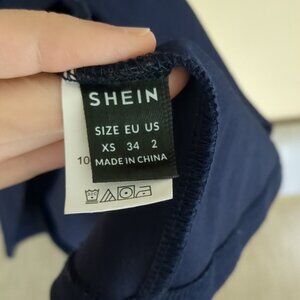 SHEIN
SIZE EU US
XS 34 2
MADE IN CHINA
10